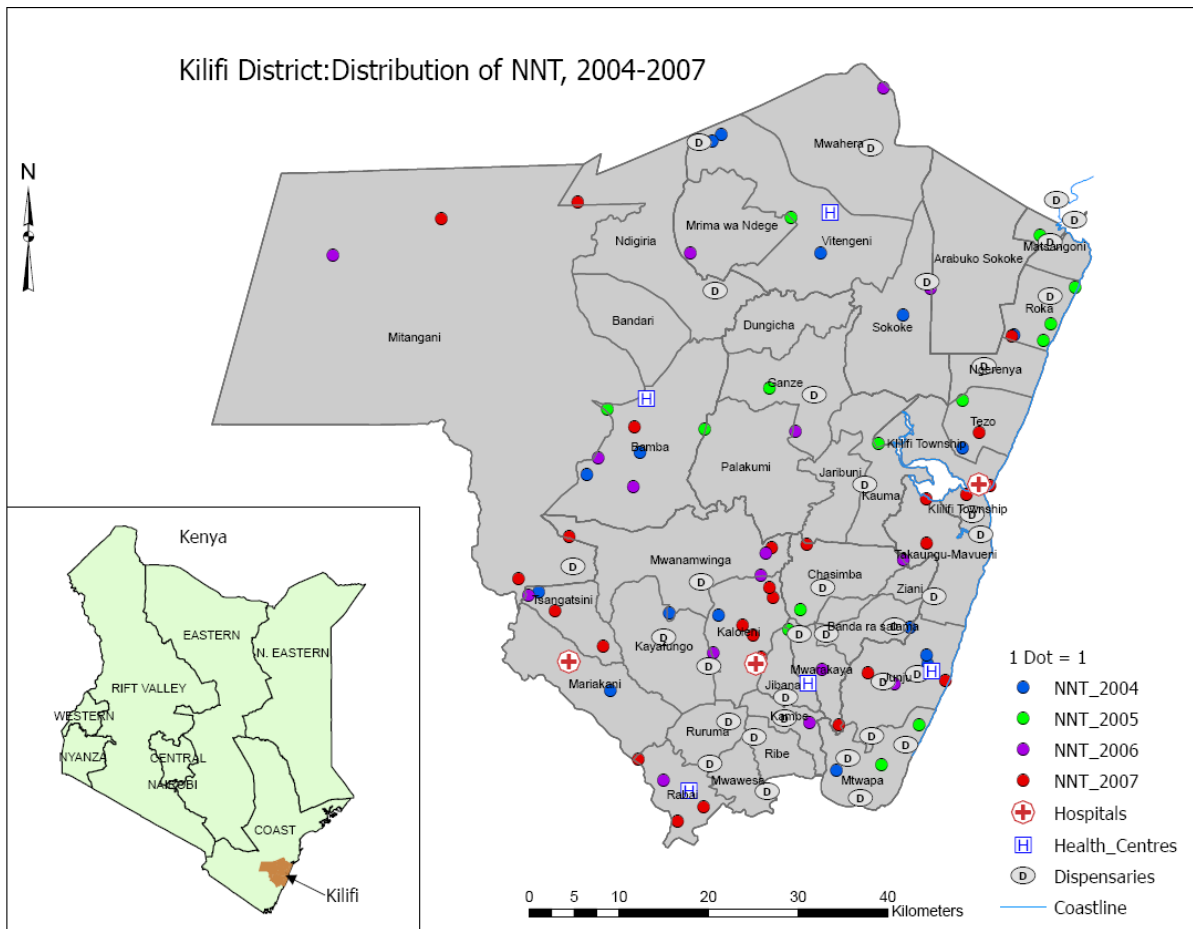 Kilifi District:Distribution of NNT, 2004-2007
N
D
Mwahera
D
D
D
H
Mrima wa Ndege
Vitengeni
Ndigiria
D
Matsangoni
Arabuko Sokoke
D
D
D
Roka
Bandari
Dungicha
Sokoke
Mitangani
D
Ngerenya
Ganze
H
D
Tezo
Bamba
Kilifi Township
Palakumi
Jaribuni
D
Kauma
Klilifi Township
D
D
Mwanamwinga
Takaungu-Mavueni
D
D
Chasimba
D
Ziani
D
Tsangatsini
Kaloleni
Banda ra salama
D
D
D
Kayafungo
D
D
Mwarakaya
H
D
Junju
D
Mariakani
Jibana
H
D
Kambe
D
Ruruma
D
D
D
D
Ribe
D
D
Mwawesa
Mtwapa
Rabai
H
D
D
Kenya
EASTERN
N. EASTERN
RIFT VALLEY
WESTERN
NYANZA
CENTRAL
NAIROBI
COAST
Kilifi
1 Dot = 1
NNT_2004
NNT_2005
NNT_2006
NNT_2007
Hospitals
H Health_Centres
D Dispensaries
Coastline
0 5 10 20 30 40
Kilometers